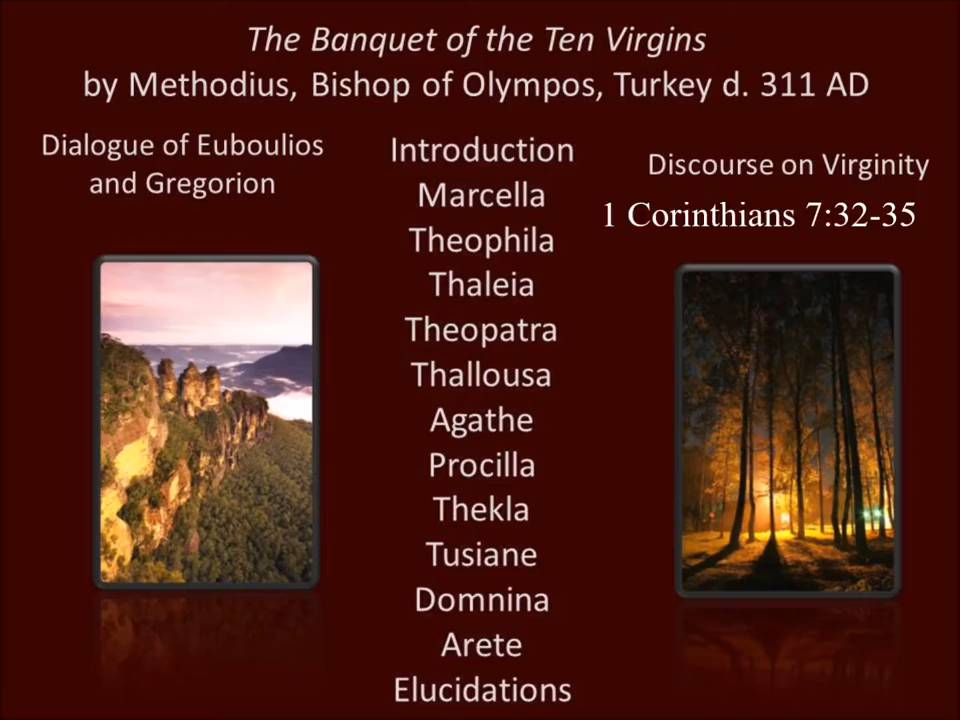 The Banquet of the Ten Virgins
by Methodius, Bishop of Olympos, Turkey d. 311 AD
Dialogue of Euboulios
and Gregorion
Introduction
Marcella
Theophila
Thaleia
Theopatra
Thallousa
Agathe
Procilla
Thekla
Tusiane
Domnina
Arete
Elucidations
Discourse on Virginity
1 Corinthians 7:32-35